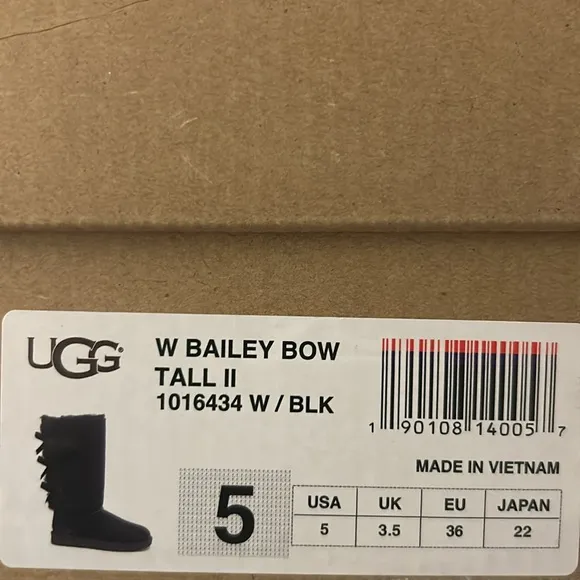 UGG
W BAILEY BOW
TALL II
1016434 W / BLK
1 90108 14005 7
MADE IN VIETNAM
5
USA UK EU JAPAN
5 3.5 36 22